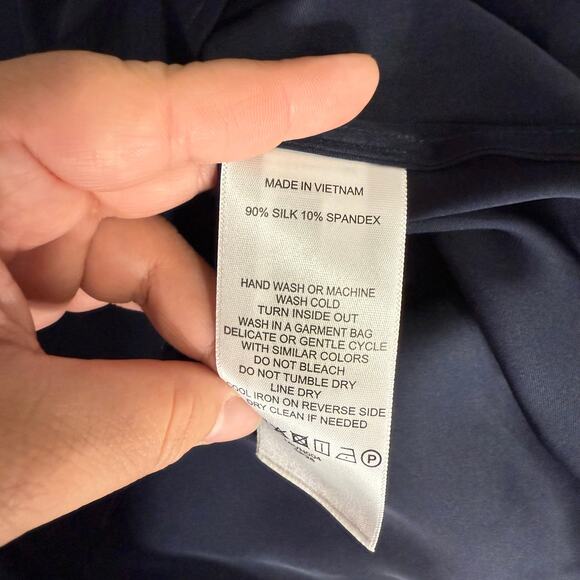 MADE IN VIETNAM
90% SILK 10% SPANDEX
HAND WASH OR MACHINE
WASH COLD
TURN INSIDE OUT
WASH IN A GARMENT BAG
DELICATE OR GENTLE CYCLE
WITH SIMILAR COLORS
DO NOT BLEACH
DO NOT TUMBLE DRY
LINE DRY
COOL IRON ON REVERSE SIDE
DRY CLEAN IF NEEDED
P